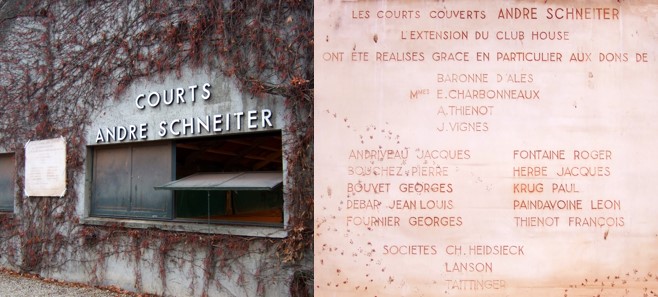 COURTS
ANDRE SCHNEITER
LES COURTS COUVERTS ANDRE SCHNEITER
L'EXTENSION DU CLUB HOUSE
ONT ÉTÉ REALISES GRACE EN PARTICULIER AUX DONS DE
BARONNE D'ALES
MMES E. CHARBONNEAUX
A. THIENOT
J. VIGNES
ANDRIVEAU JACQUES
BOUCHEZ PIERRE
BOUVET GEORGES
DEBAR JEAN LOUIS
FOURNIER GEORGES
FONTAINE ROGER
HERBE JACQUES
KRUG PAUL
PAINDAVOINE LEON
THIENOT FRANÇOIS
SOCIETES CH. HEIDSIECK
LANSON
TAITTINGER